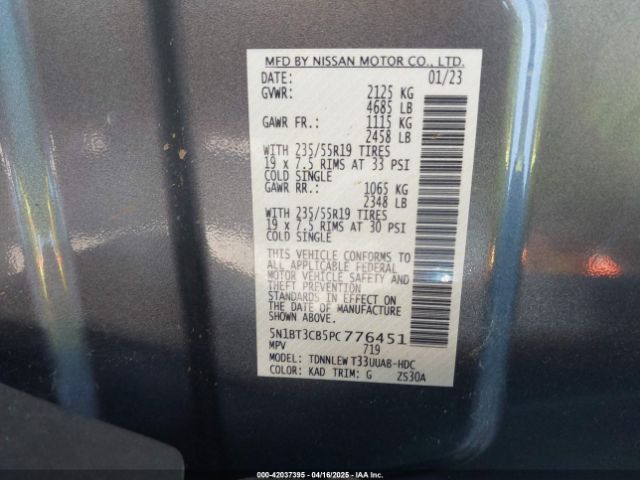 MFD BY NISSAN MOTOR CO., LTD.
DATE: 01/23
GVWR: 2125 KG
4685 LB
GAWR FR.: 1115 KG
2458 LB
WITH 235/55R19 TIRES
19 x 7.5 RIMS AT 33 PSI
COLD SINGLE
GAWR RR.: 1065 KG
2348 LB
WITH 235/55R19 TIRES
19 x 7.5 RIMS AT 30 PSI
COLD SINGLE
THIS VEHICLE CONFORMS TO
ALL APPLICABLE FEDERAL
MOTOR VEHICLE SAFETY AND
THEFT PREVENTION
STANDARDS IN EFFECT ON
THE DATE OF MANUFACTURE
SHOWN ABOVE.
5N1BT3CB5PC776451
MPV 719
MODEL: TDNNLEW T33UUAB-HDC
COLOR: KAD TRIM: G ZS30A
000-42037395 - 04/16/2025 - IAA Inc.